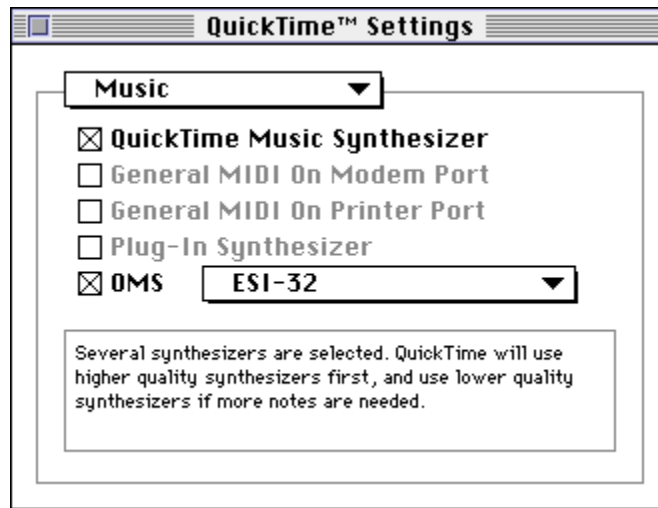 QuickTime™ Settings
Music
QuickTime Music Synthesizer
General MIDI On Modem Port
General MIDI On Printer Port
Plug-In Synthesizer
OMS ESI-32
Several synthesizers are selected. QuickTime will use
higher quality synthesizers first, and use lower quality
synthesizers if more notes are needed.